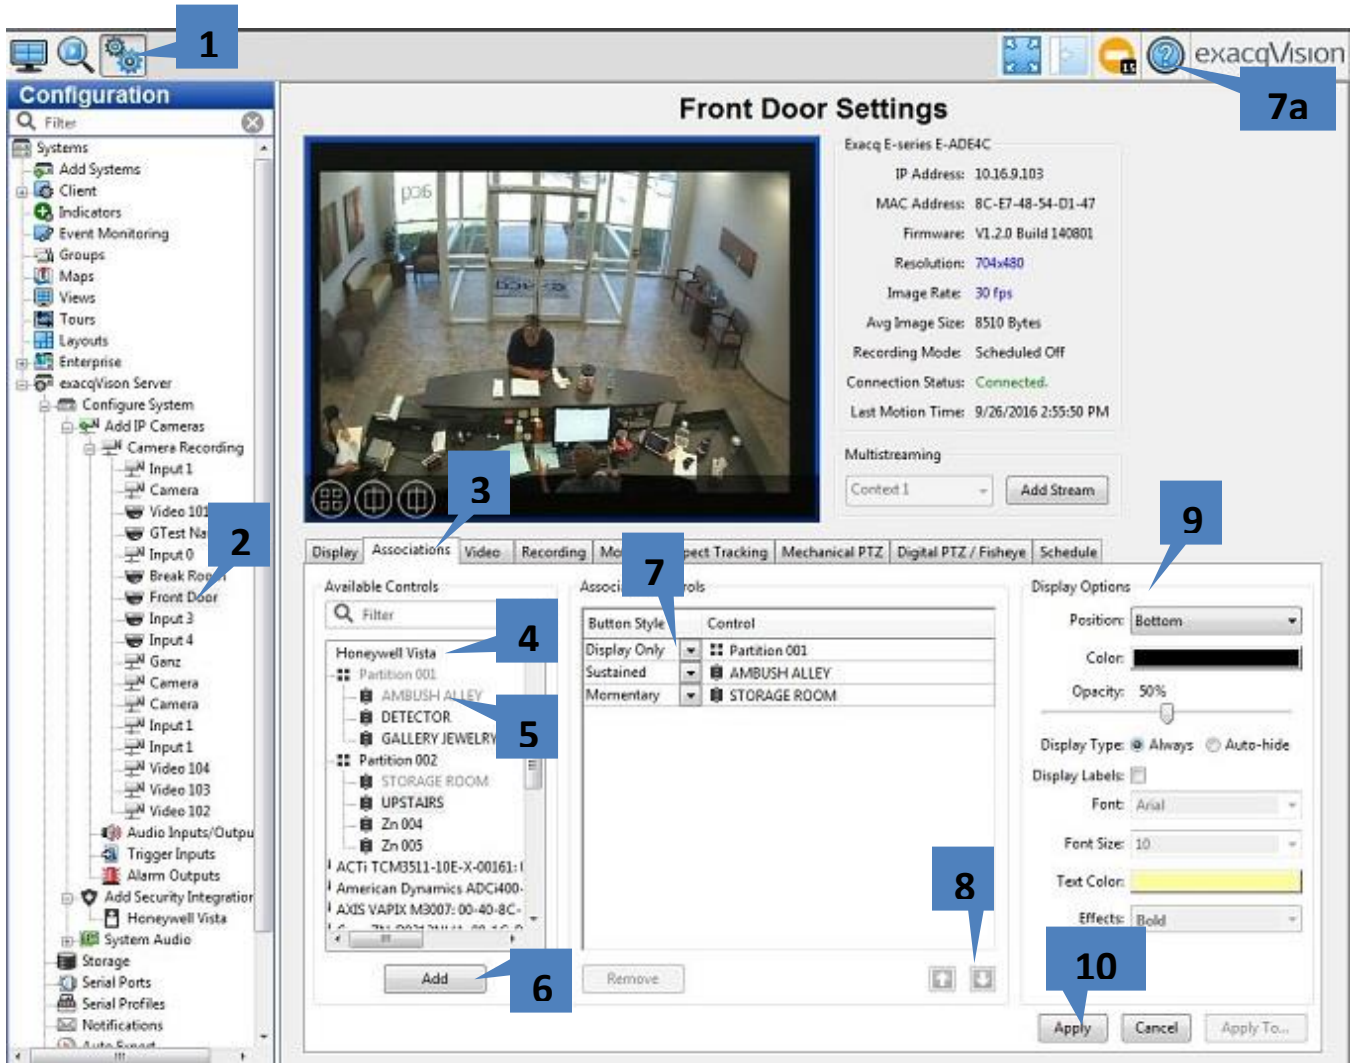 1
15
exacqVision
7a
Configuration
Filter
Systems
Add Systems
Client
Indicators
Event Monitoring
Groups
Maps
Views
Tours
Layouts
Enterprise
exacqVison Server
Configure System
Add IP Cameras
Camera Recording
Input 1
Camera
Video 101
GTest
Input 0
Break
Front Door
Input 3
Input 4
Ganz
Camera
Camera
Input 1
Input 1
Video 104
Video 103
Video 102
Audio Inputs/Outpu
Trigger Inputs
Alarm Outputs
Add Security Integration
Honeywell Vista
System Audio
Storage
Serial Ports
Serial Profiles
Notifications
Auto Export
2
Front Door Settings
Exacq E-series E-ADE4C
IP Address: 10.16.9.103
MAC Address: 8C-E7-48-54-D1-47
Firmware: V1.2.0 Build 140801
Resolution: 704x480
Image Rate: 30 fps
Avg Image Size: 8510 Bytes
Recording Mode: Scheduled Off
Connection Status: Connected.
Last Motion Time: 9/26/2016 2:55:50 PM
Multistreaming
Context 1
Add Stream
3
Display Associations Video Recording Mo pect Tracking Mechanical PTZ Digital PTZ / Fisheye Schedule
Available Controls
Filter
Honeywell Vista
Partition 001
AMBUSH ALLEY
DETECTOR
GALLERY JEWELRY
Partition 002
STORAGE ROOM
UPSTAIRS
Zn 004
Zn 005
ACTi TCM3511-10E-X-00161:
American Dynamics ADCi400-
AXIS VAPIX M3007: 00-40-8C-
Add
4
5
6
7
Associa rols
Button Style Control
Display Only Partition 001
Sustained AMBUSH ALLEY
Momentary STORAGE ROOM
Remove
8
9
Display Options
Position: Bottom
Color:
Opacity: 50%
Display Type: Always Auto-hide
Display Labels:
Font: Arial
Font Size: 10
Text Color:
Effects: Bold
10
Apply Cancel Apply To...